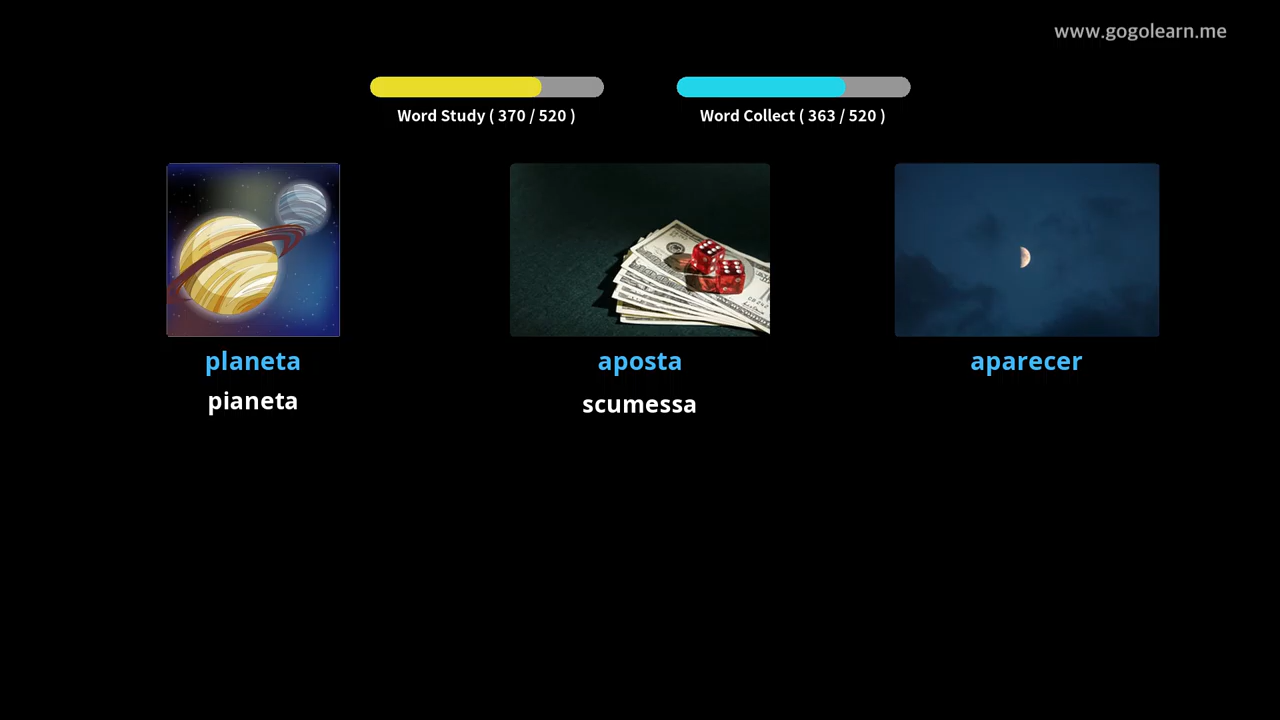 www.gogolearn.me
Word Study ( 370 / 520 )
Word Collect ( 363 / 520 )
planeta
aposta
aparecer
pianeta
scumessa